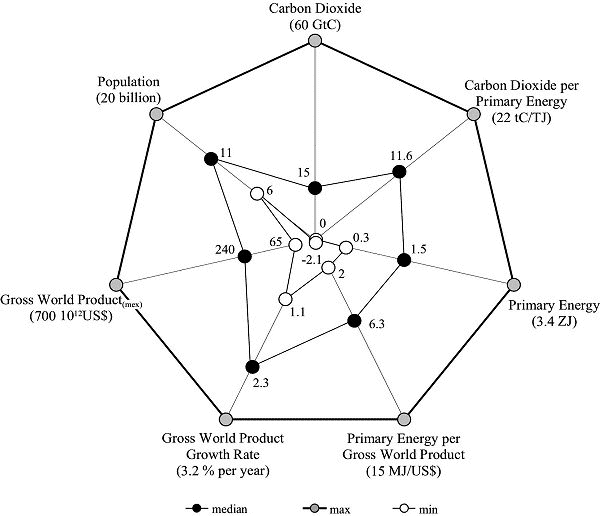 Carbon Dioxide
(60 GtC)
Population
(20 billion)
Carbon Dioxide per
Primary Energy
(22 tC/TJ)
11
11.6
15
6
0
240
65
0.3
1.5
-2.1
2
Gross World Product(mex)
(700 10¹²US$)
Primary Energy
(3.4 ZJ)
1.1
6.3
2.3
Gross World Product
Growth Rate
(3.2 % per year)
Primary Energy per
Gross World Product
(15 MJ/US$)
median
max
min